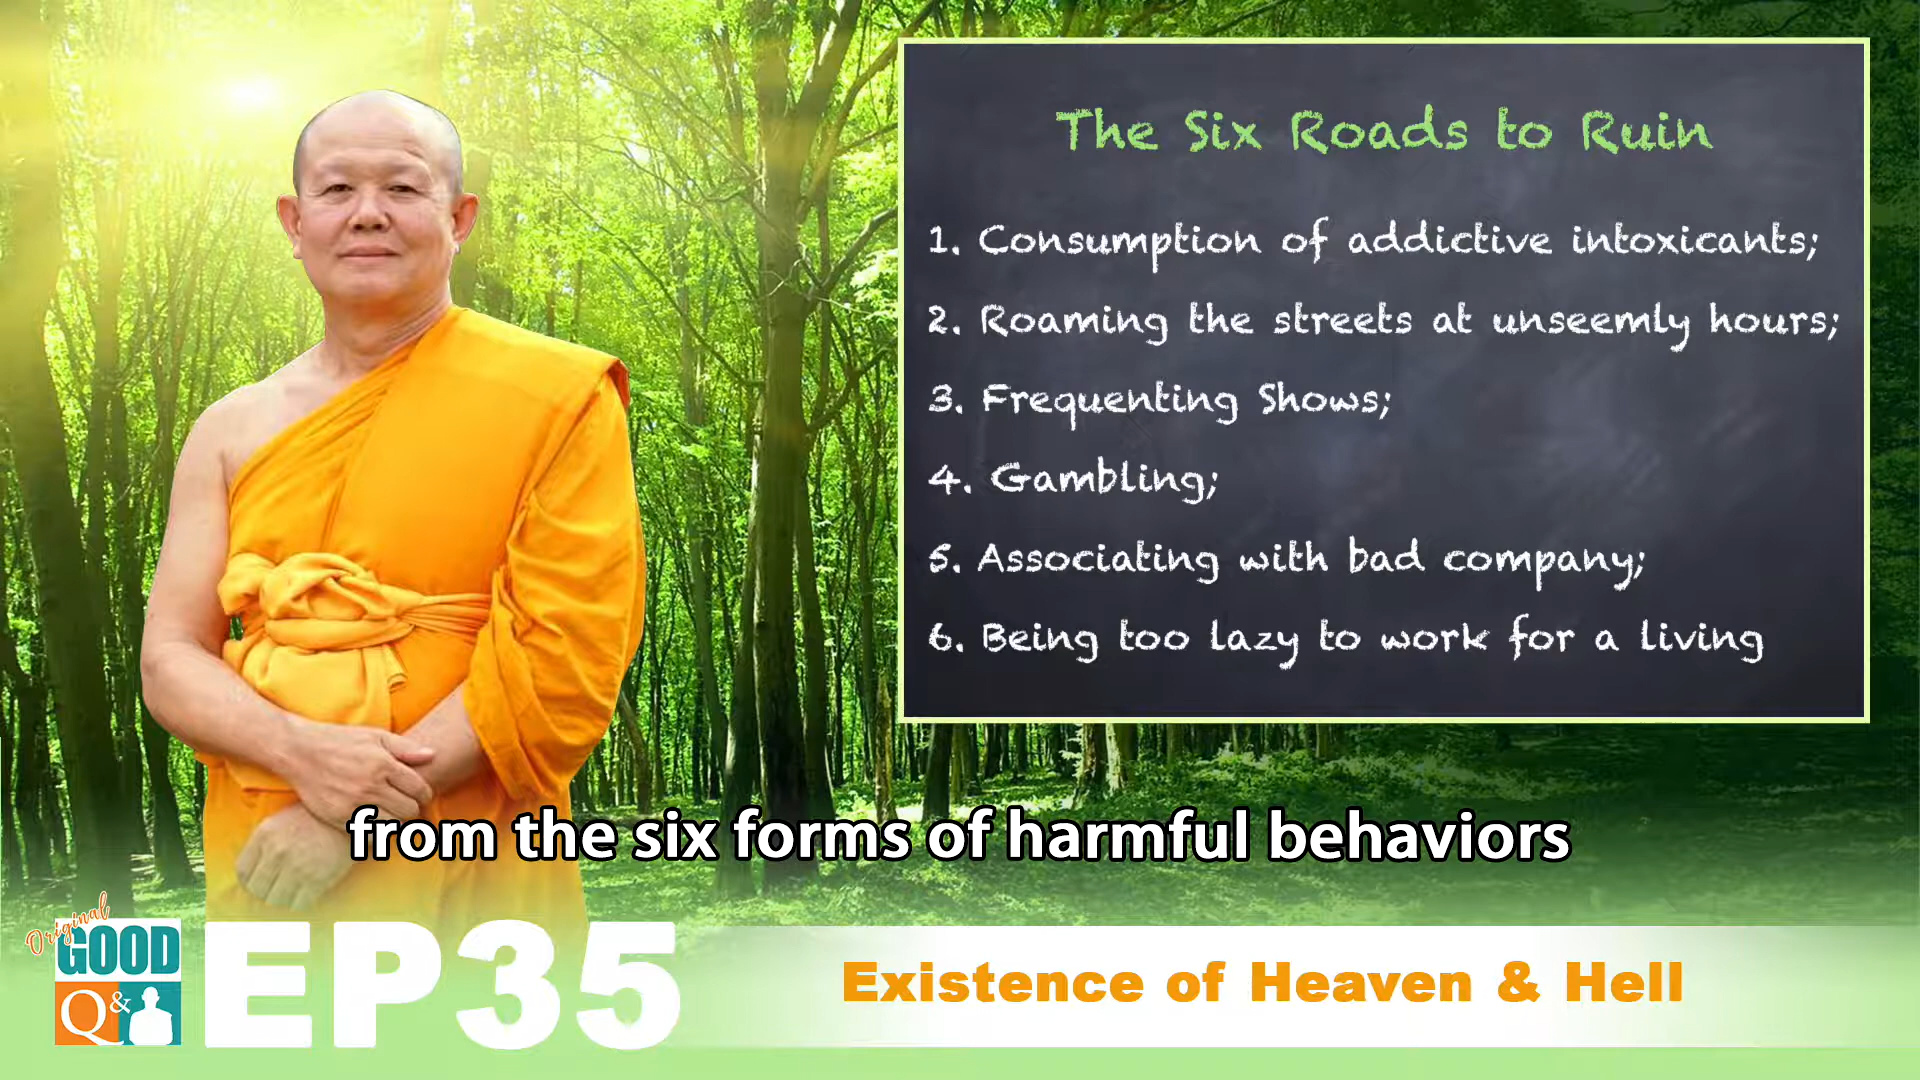 The Six Roads to Ruin
1. Consumption of addictive intoxicants;
2. Roaming the streets at unseemly hours;
3. Frequenting Shows;
4. Gambling;
5. Associating with bad company;
6. Being too lazy to work for a living
from the six forms of harmful behaviors
Original
GOOD
Q&
EP35
Existence of Heaven & Hell